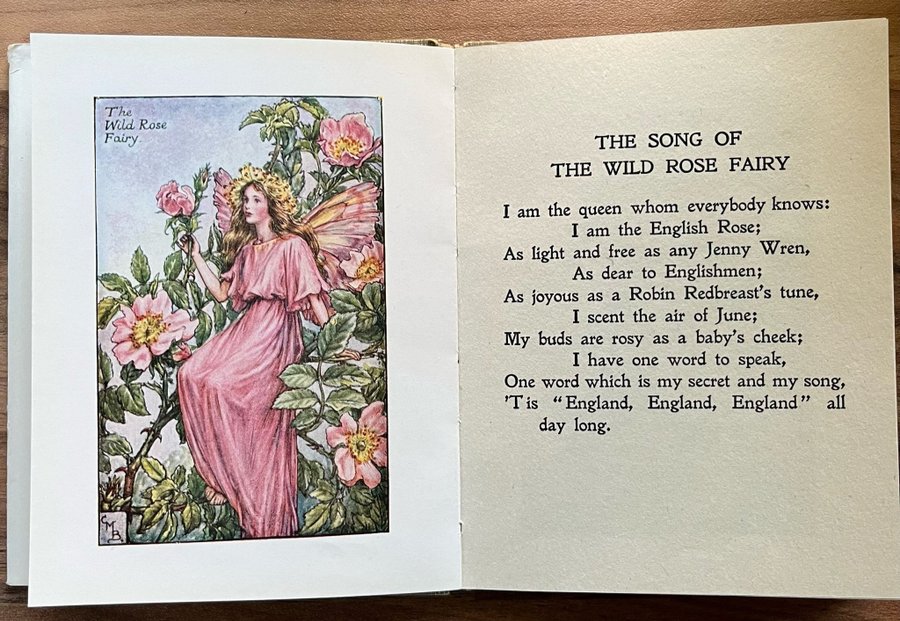 The
Wild Rose
Fairy.
CMB
THE SONG OF
THE WILD ROSE FAIRY
I am the queen whom everybody knows:
I am the English Rose;
As light and free as any Jenny Wren,
As dear to Englishmen;
As joyous as a Robin Redbreast's tune,
I scent the air of June;
My buds are rosy as a baby's cheek;
I have one word to speak,
One word which is my secret and my song,
'Tis "England, England, England" all
day long.